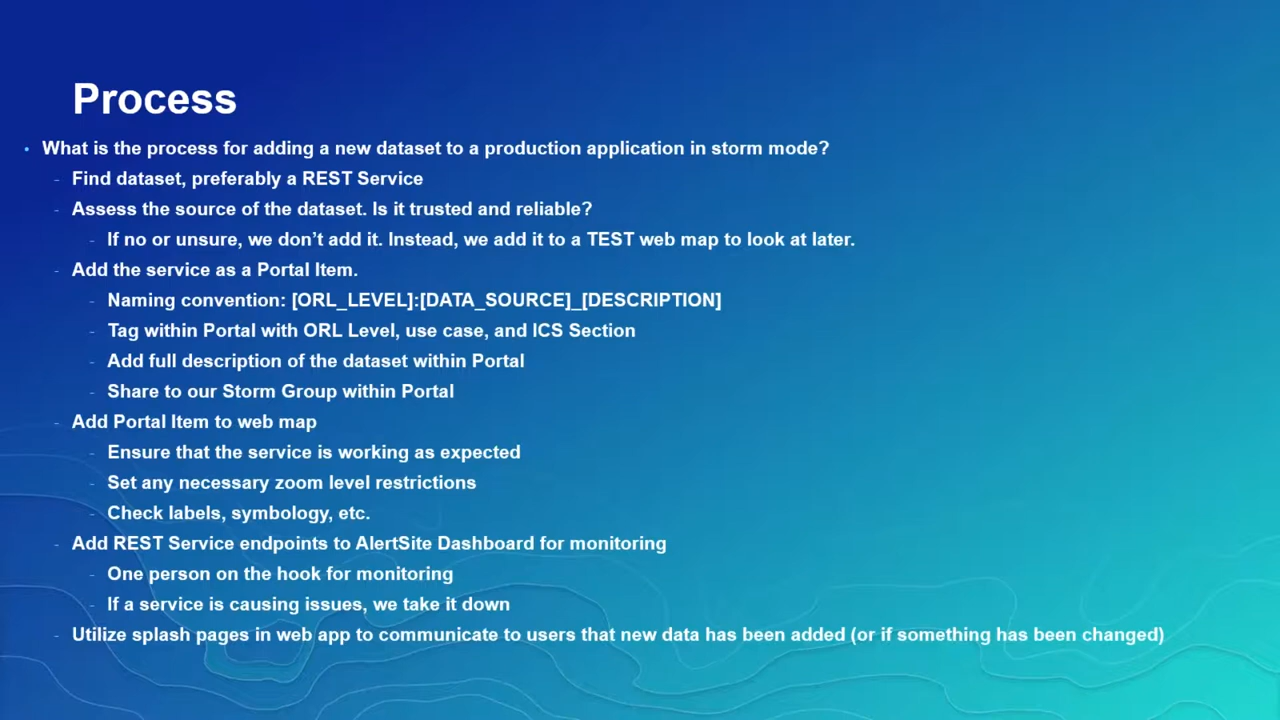 Process
• What is the process for adding a new dataset to a production application in storm mode?
- Find dataset, preferably a REST Service
- Assess the source of the dataset. Is it trusted and reliable?
- If no or unsure, we don’t add it. Instead, we add it to a TEST web map to look at later.
- Add the service as a Portal Item.
- Naming convention: [ORL_LEVEL]:[DATA_SOURCE]_[DESCRIPTION]
- Tag within Portal with ORL Level, use case, and ICS Section
- Add full description of the dataset within Portal
- Share to our Storm Group within Portal
- Add Portal Item to web map
- Ensure that the service is working as expected
- Set any necessary zoom level restrictions
- Check labels, symbology, etc.
- Add REST Service endpoints to AlertSite Dashboard for monitoring
- One person on the hook for monitoring
- If a service is causing issues, we take it down
- Utilize splash pages in web app to communicate to users that new data has been added (or if something has been changed)